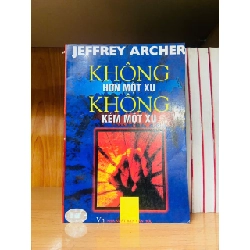 JEFFREY ARCHER
KHÔNG
HƠN MỘT XU
KHÔNG
KÉM MỘT XU